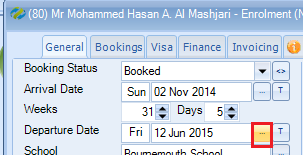 (80) Mr Mohammed Hasan A. Al Mashjari - Enrolment (M
General Bookings Visa Finance Invoicing
Booking Status Booked <>
Arrival Date Sun 02 Nov 2014 ... T
Weeks 31 Days 5
Departure Date Fri 12 Jun 2015 ... T
School Bournemouth School